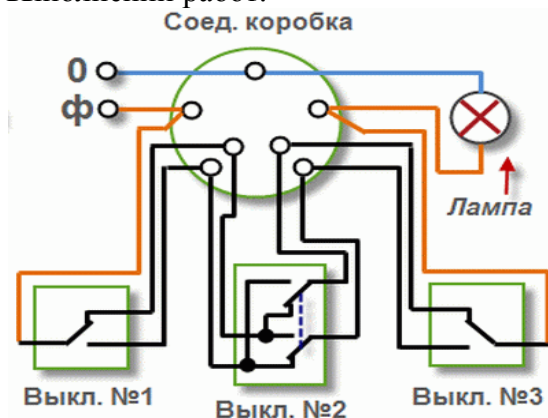 Соед. коробка
0
ф
Лампа
Выкл. №1
Выкл. №2
Выкл. №3